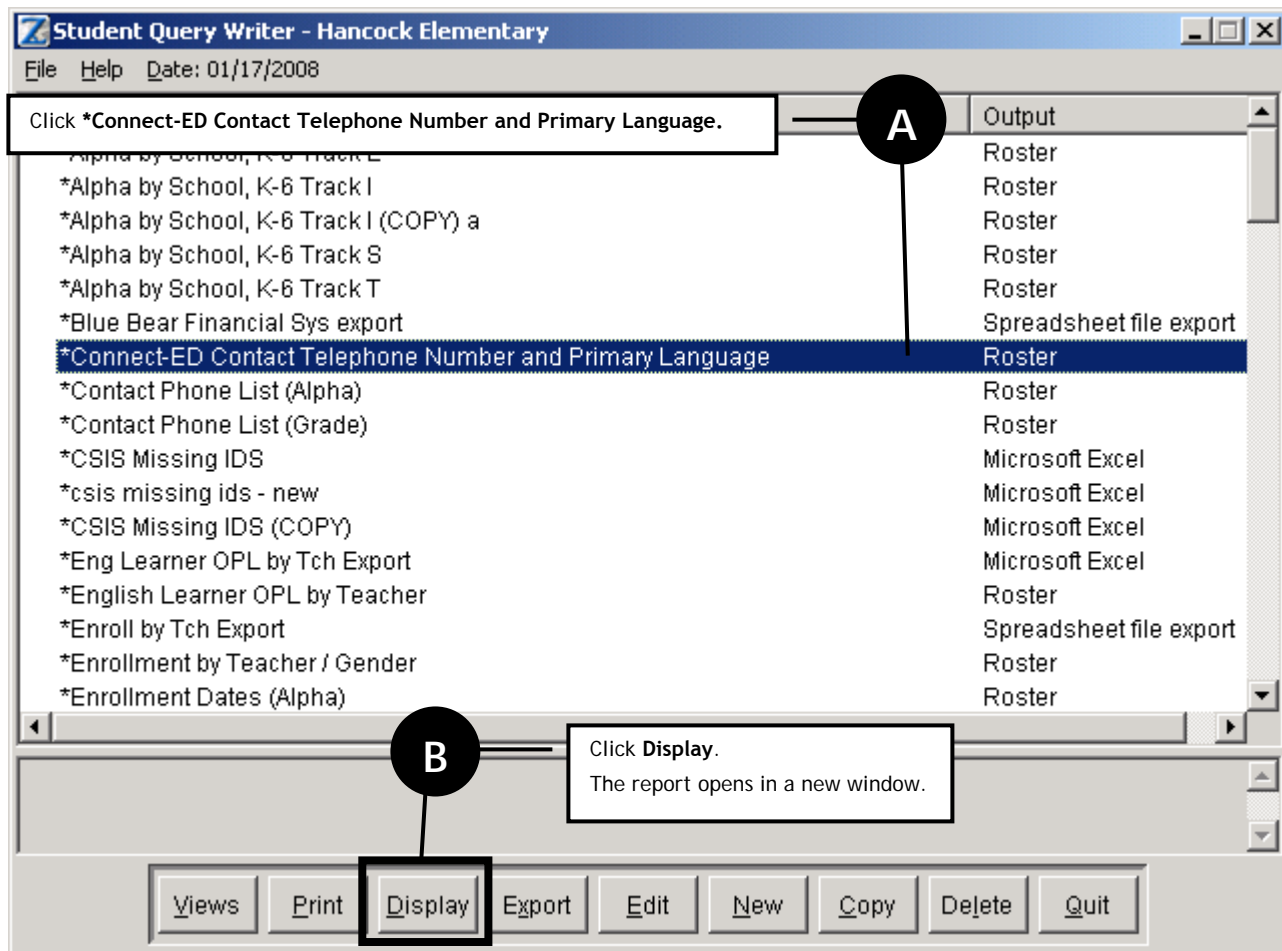 Student Query Writer - Hancock Elementary
File Help Date: 01/17/2008
Click *Connect-ED Contact Telephone Number and Primary Language.
A
Output
Roster
*Alpha by School, K-6 Track I Roster
*Alpha by School, K-6 Track I (COPY) a Roster
*Alpha by School, K-6 Track S Roster
*Alpha by School, K-6 Track T Roster
*Blue Bear Financial Sys export Spreadsheet file export
*Connect-ED Contact Telephone Number and Primary Language Roster
*Contact Phone List (Alpha) Roster
*Contact Phone List (Grade) Roster
*CSIS Missing IDS Microsoft Excel
*csis missing ids - new Microsoft Excel
*CSIS Missing IDS (COPY) Microsoft Excel
*Eng Learner OPL by Tch Export Microsoft Excel
*English Learner OPL by Teacher Roster
*Enroll by Tch Export Spreadsheet file export
*Enrollment by Teacher / Gender Roster
*Enrollment Dates (Alpha) Roster
B
Click Display.
The report opens in a new window.
Views Print Display Export Edit New Copy Delete Quit